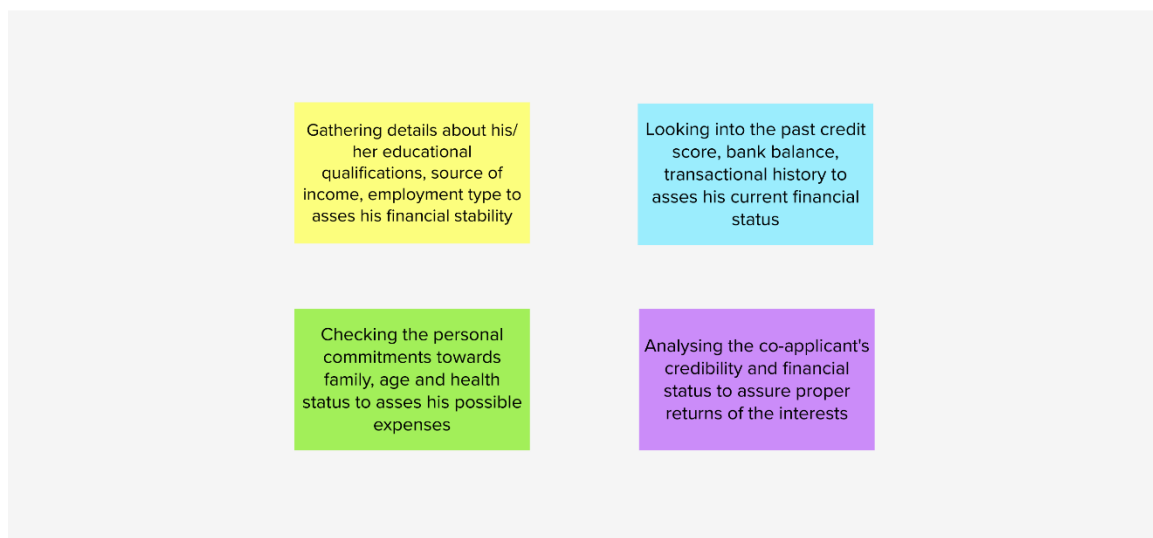 Gathering details about his/
her educational
qualifications, source of
income, employment type to
asses his financial stability
Looking into the past credit
score, bank balance,
transactional history to
asses his current financial
status
Checking the personal
commitments towards
family, age and health
status to asses his possible
expenses
Analysing the co-applicant's
credibility and financial
status to assure proper
returns of the interests